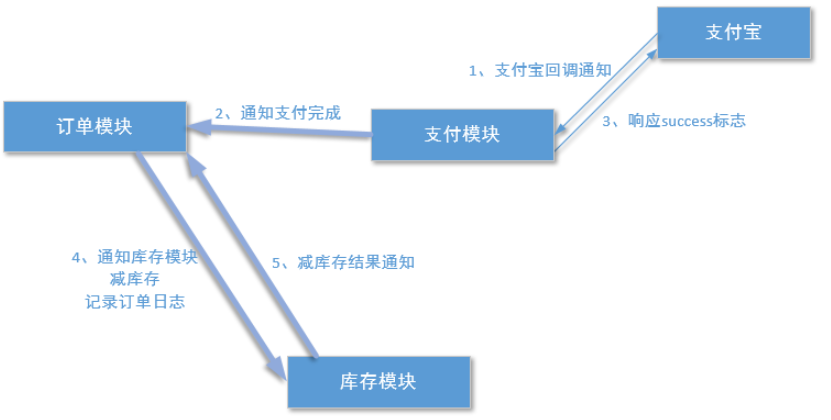 支付宝
1、支付宝回调通知
2、通知支付完成
订单模块
支付模块
3、响应success标志
4、通知库存模块
减库存
记录订单日志
5、减库存结果通知
库存模块